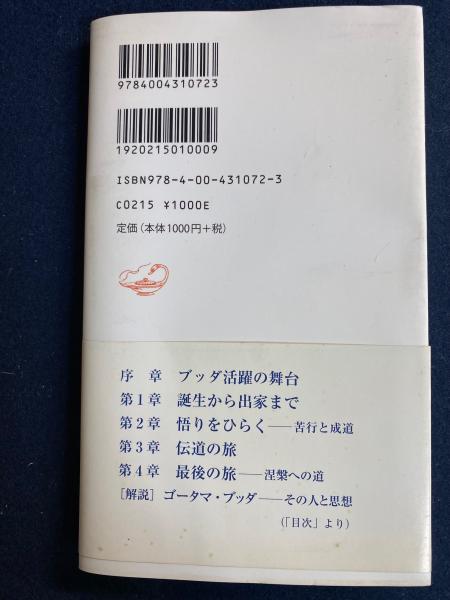 9784004310723
1920215010009
ISBN978-4-00-431072-3
C0215 ¥1000E
定価(本体1000円+税)
序 章 ブッダ活躍の舞台
第1章 誕生から出家まで
第2章 悟りをひらく──苦行と成道
第3章 伝道の旅
第4章 最後の旅──涅槃への道
[解説] ゴータマ・ブッダ──その人と思想
(「目次」より)